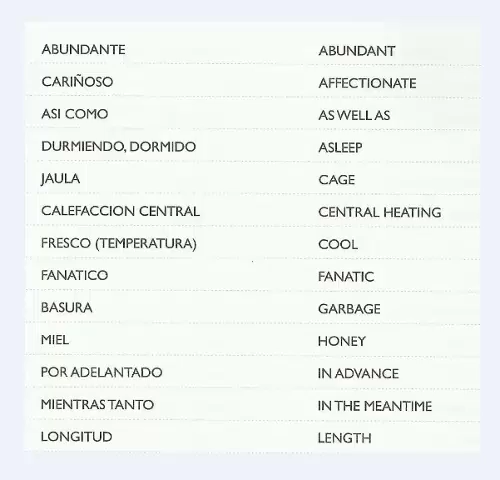 ABUNDANTE ABUNDANT
CARIÑOSO AFFECTIONATE
ASI COMO AS WELL AS
DURMIENDO, DORMIDO ASLEEP
JAULA CAGE
CALEFACCION CENTRAL CENTRAL HEATING
FRESCO (TEMPERATURA) COOL
FANATICO FANATIC
BASURA GARBAGE
MIEL HONEY
POR ADELANTADO IN ADVANCE
MIENTRAS TANTO IN THE MEANTIME
LONGITUD LENGTH